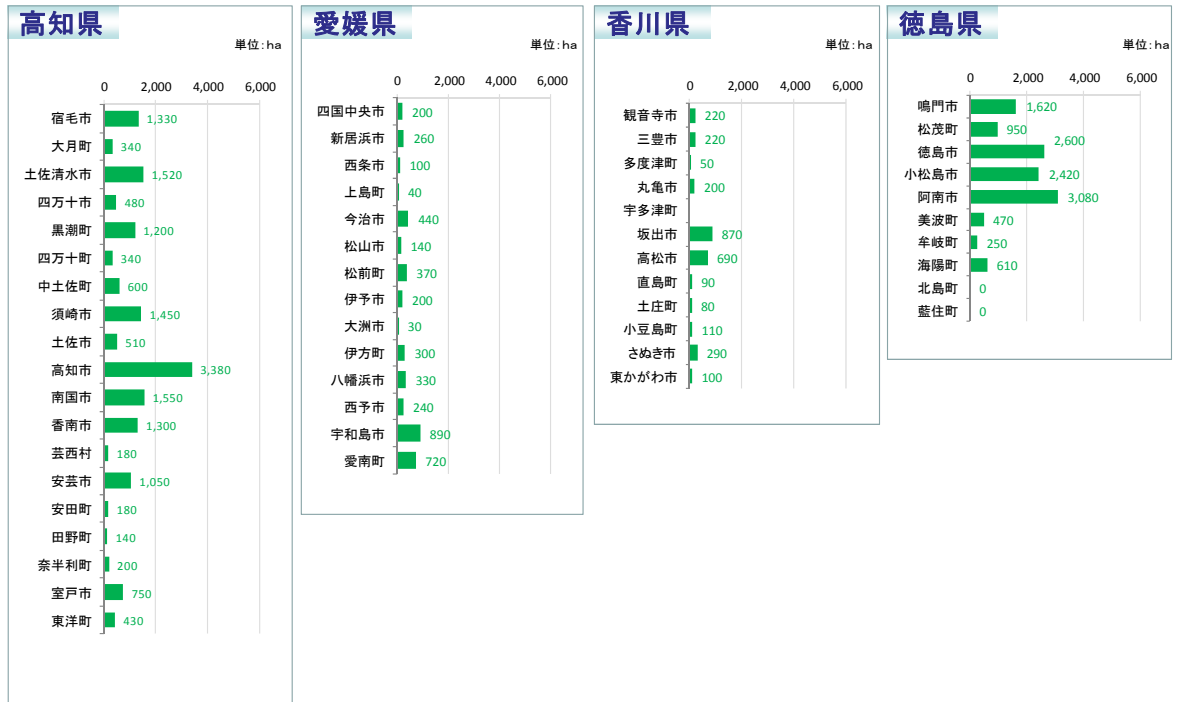 高知県
単位:ha
0 2,000 4,000 6,000
宿毛市 1,330
大月町 340
土佐清水市 1,520
四万十市 480
黒潮町 1,200
四万十町 340
中土佐町 600
須崎市 1,450
土佐市 510
高知市 3,380
南国市 1,550
香南市 1,300
芸西村 180
安芸市 1,050
安田町 180
田野町 140
奈半利町 200
室戸市 750
東洋町 430
愛媛県
単位:ha
0 2,000 4,000 6,000
四国中央市 200
新居浜市 260
西条市 100
上島町 40
今治市 440
松山市 140
松前町 370
伊予市 200
大洲市 30
伊方町 300
八幡浜市 330
西予市 240
宇和島市 890
愛南町 720
香川県
単位:ha
0 2,000 4,000 6,000
観音寺市 220
三豊市 220
多度津町 50
丸亀市 200
宇多津町
坂出市 870
高松市 690
直島町 90
土庄町 80
小豆島町 110
さぬき市 290
東かがわ市 100
徳島県
単位:ha
0 2,000 4,000 6,000
鳴門市 1,620
松茂町 950
徳島市 2,600
小松島市 2,420
阿南市 3,080
美波町 470
牟岐町 250
海陽町 610
北島町 0
藍住町 0